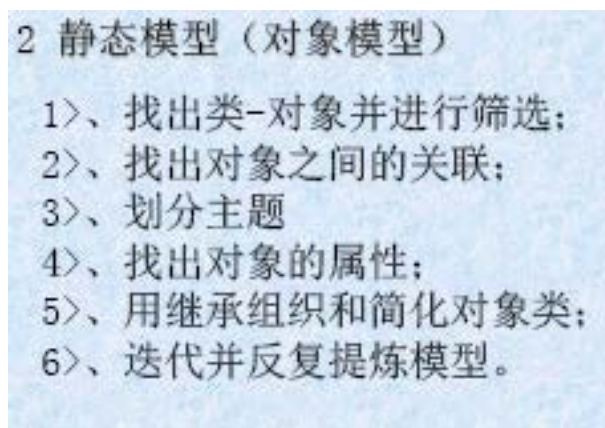 2 静态模型（对象模型）
1>、找出类-对象并进行筛选；
2>、找出对象之间的关联；
3>、划分主题
4>、找出对象的属性；
5>、用继承组织和简化对象类；
6>、迭代并反复提炼模型。